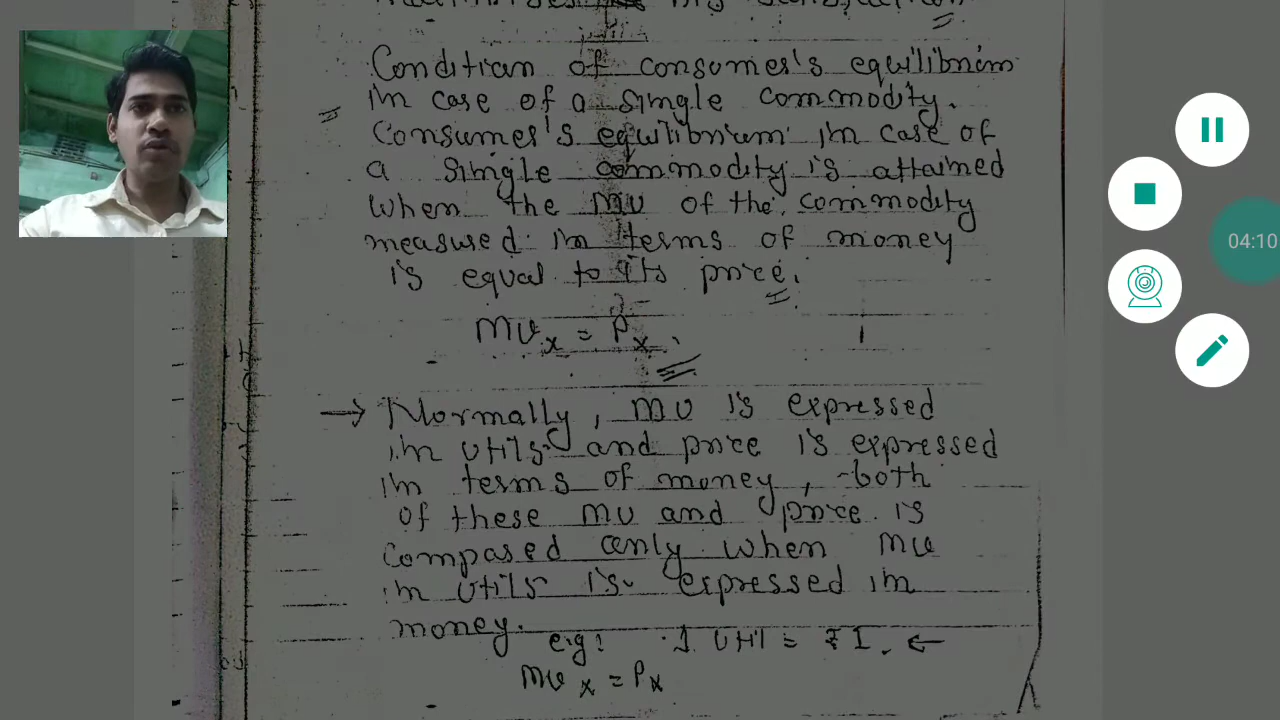 Condition of consumer's equilibrium
in case of a single commodity.
Consumer's equilibrium in case of
a single commodity is attained
when the MU of the commodity
measured in terms of money
is equal to its price.
MUx = Px.
→ Normally, MU is expressed
in utils and price is expressed
in terms of money, both
of these MU and price is
compared only when MU
in utils is expressed in
money. e.g: 1 util = ₹1. ←
MUx = Px
04:10